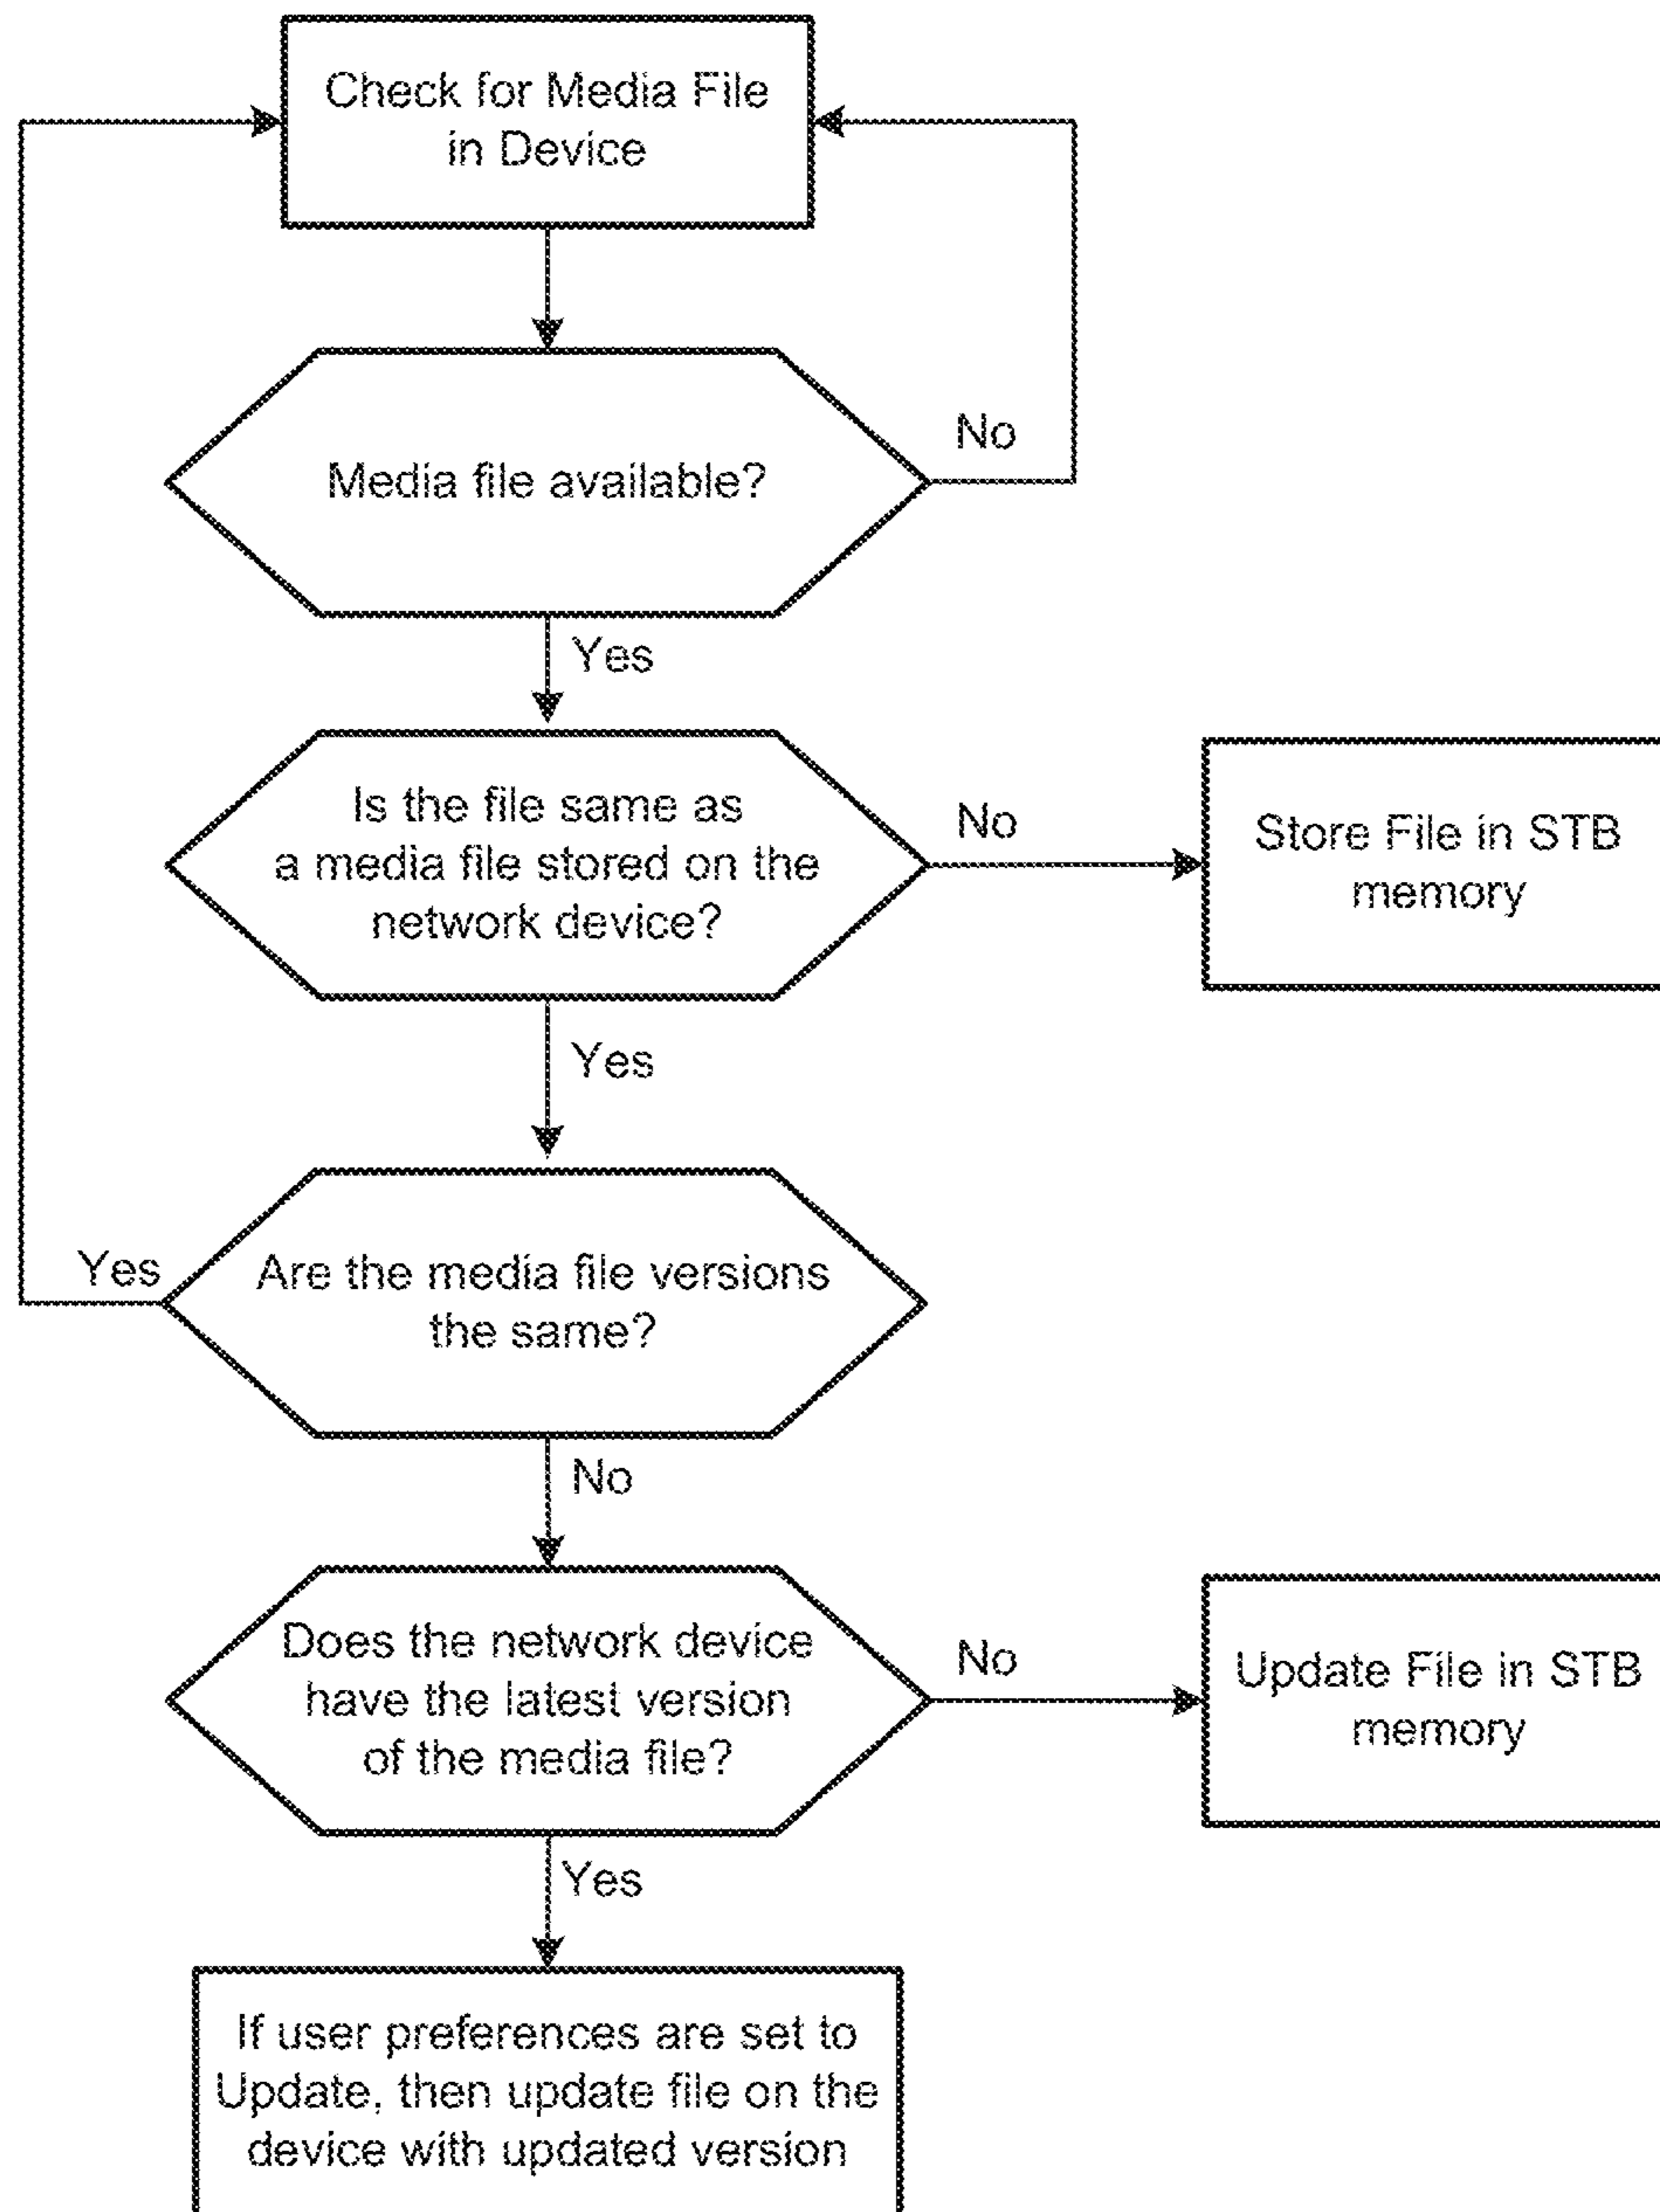 Check for Media File
in Device
Media file available?
No
Yes
Is the file same as
a media file stored on the
network device?
No
Store File in STB
memory
Yes
Are the media file versions
the same?
Yes
No
Does the network device
have the latest version
of the media file?
No
Update File in STB
memory
Yes
If user preferences are set to
Update, then update file on the
device with updated version